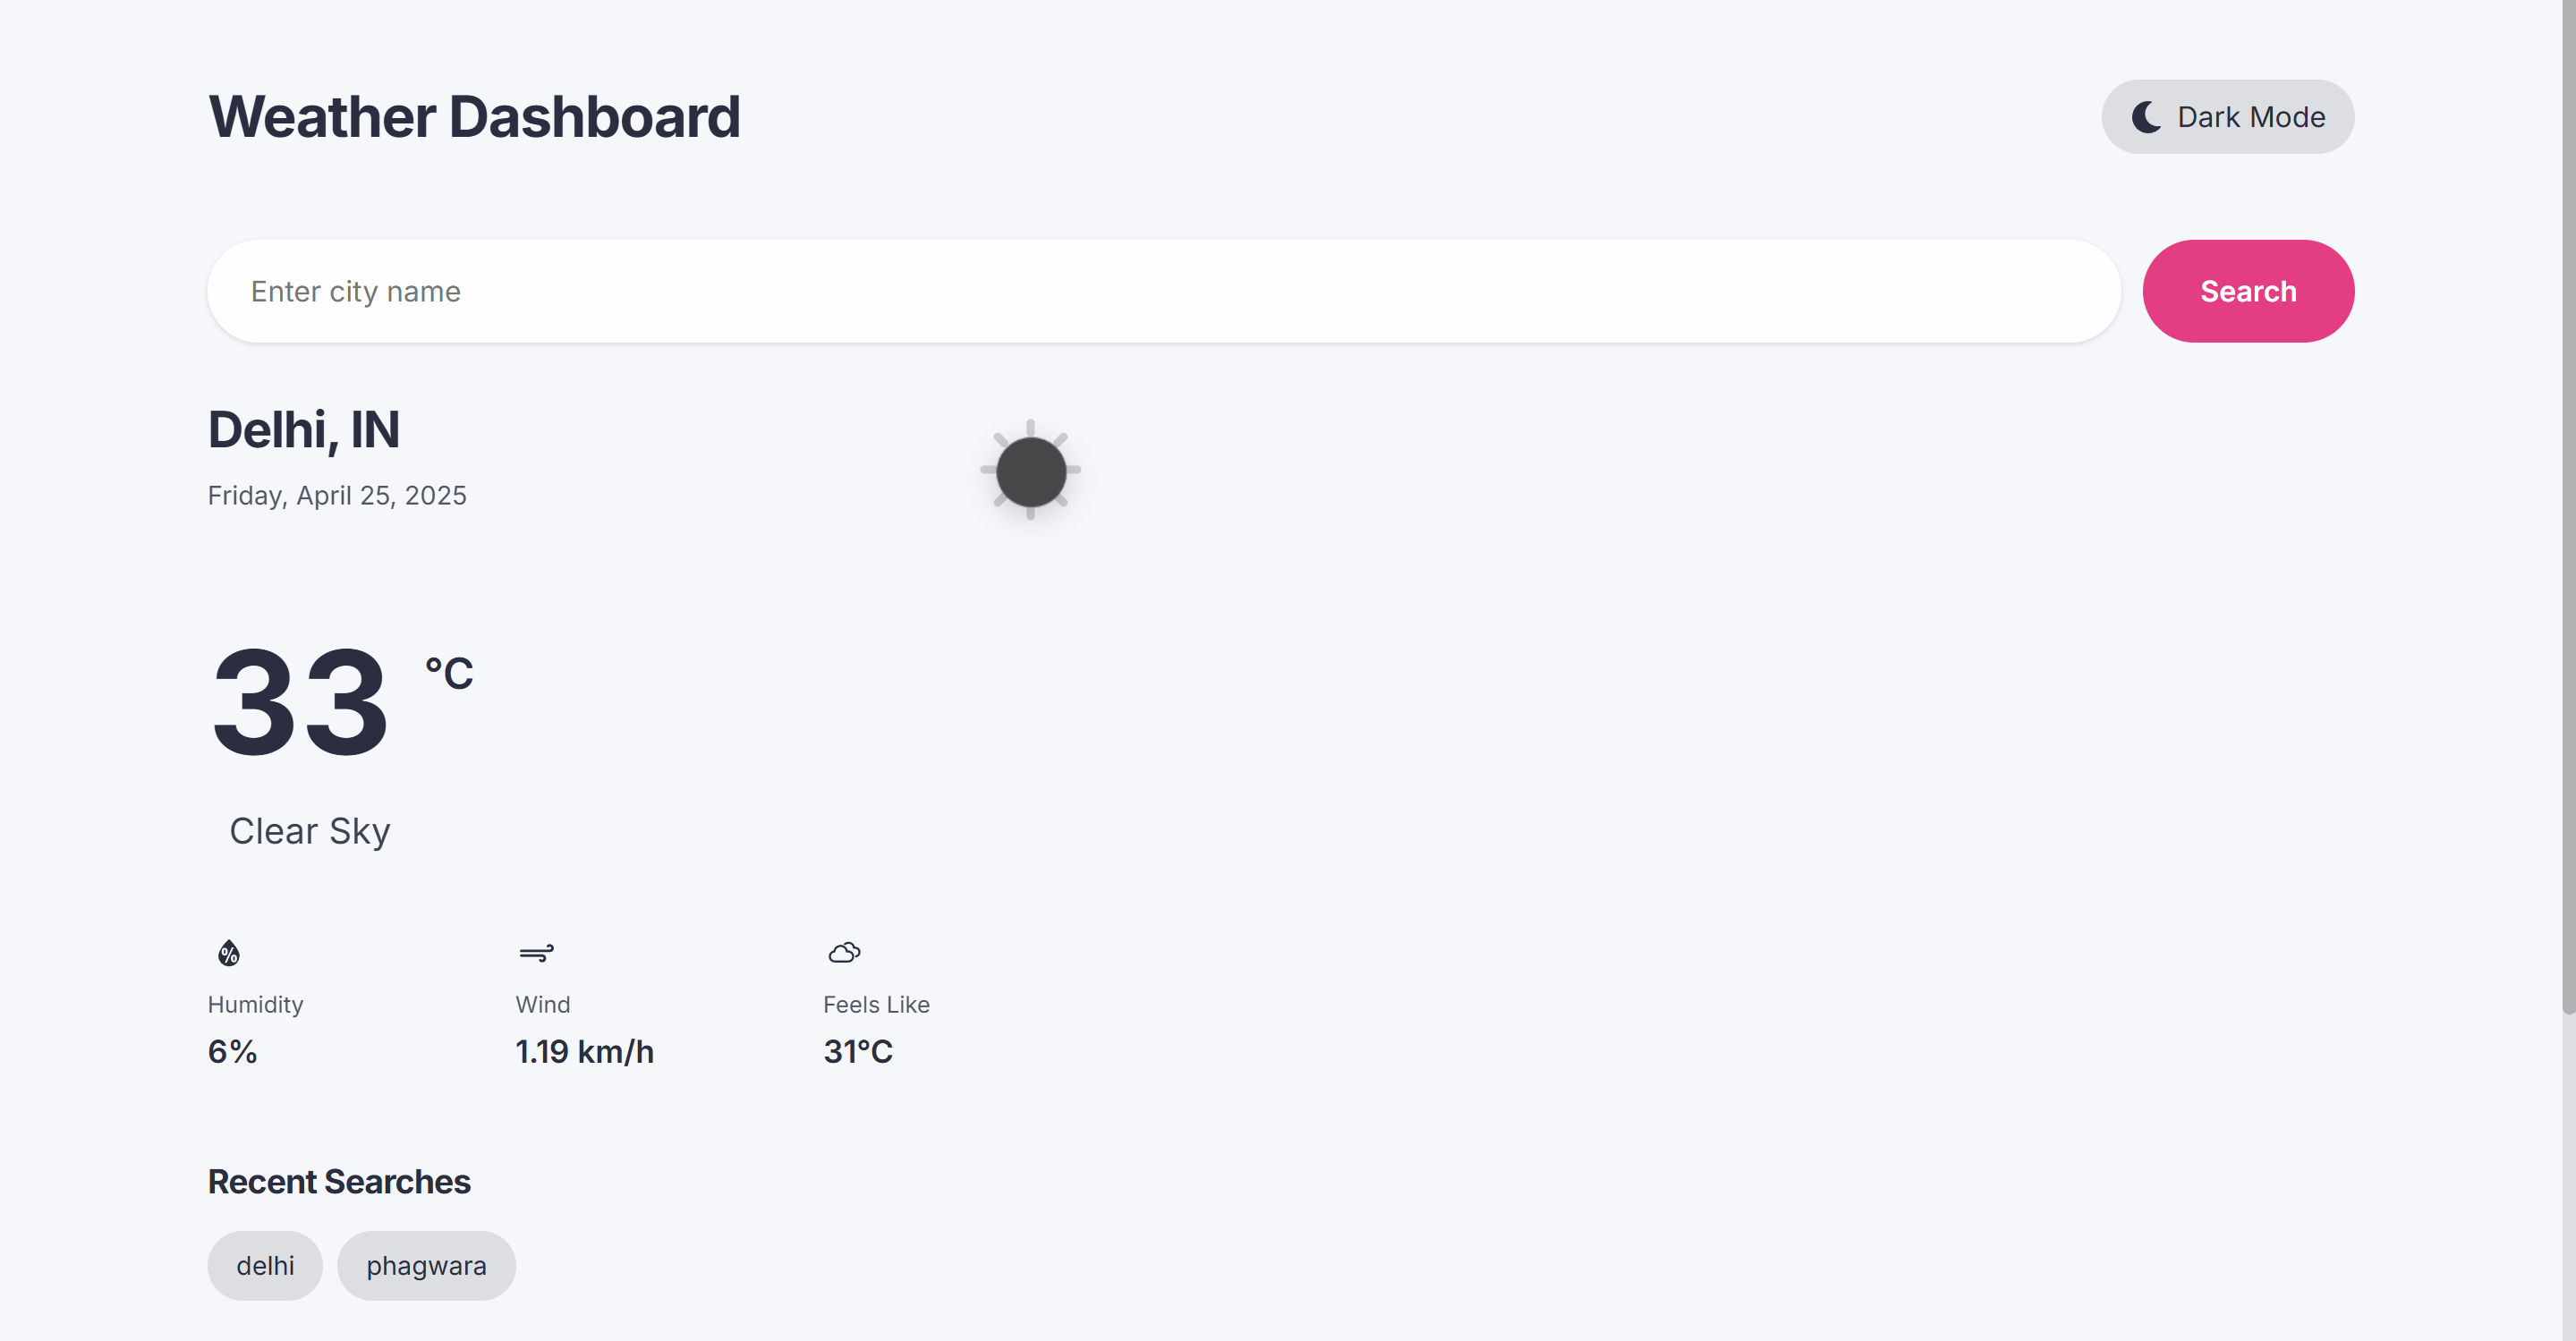 Weather Dashboard
Dark Mode
Enter city name
Search
Delhi, IN
Friday, April 25, 2025
33 °C
Clear Sky
%
Humidity
Wind
Feels Like
6%
1.19 km/h
31°C
Recent Searches
delhi
phagwara